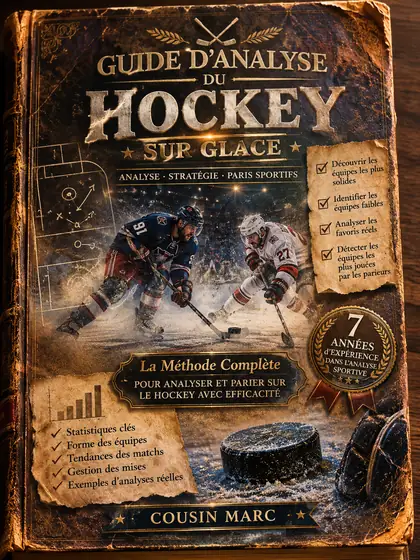 GUIDE D'ANALYSE
DU
HOCKEY
SUR GLACE
ANALYSE · STRATÉGIE · PARIS SPORTIFS
Découvrir les
équipes les plus
solides
Identifier les
équipes faibles
Analyser les
favoris réels
Détecter les
équipes les
plus jouées
par les parieurs
91
27
7
ANNÉES
D'EXPÉRIENCE
DANS L'ANALYSE
SPORTIVE
La Méthode Complète
POUR ANALYSER ET PARIER SUR
LE HOCKEY AVEC EFFICACITÉ
Statistiques clés
Forme des équipes
Tendances des matchs
Gestion des mises
Exemples d'analyses réelles
COUSIN MARC